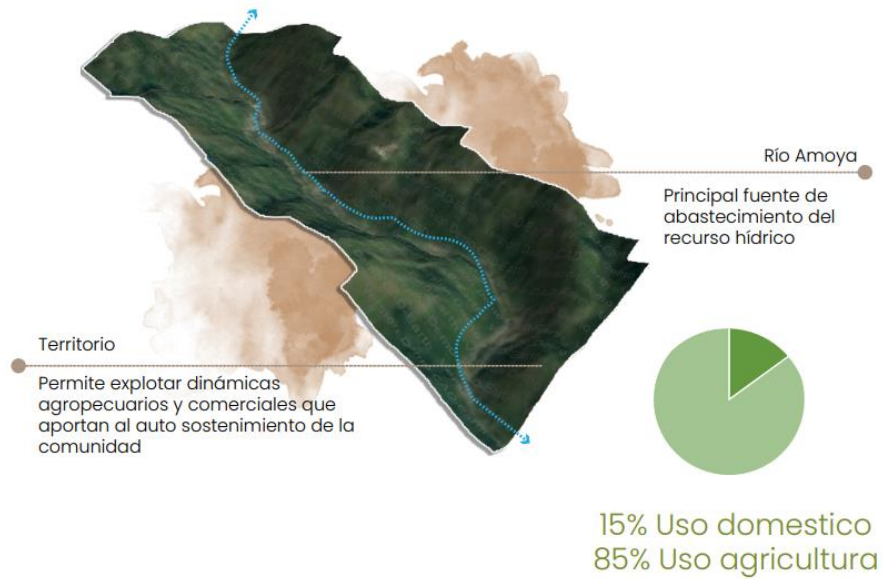 Río Amoya
Principal fuente de
abastecimiento del
recurso hídrico
Territorio
Permite explotar dinámicas
agropecuarios y comerciales que
aportan al auto sostenimiento de la
comunidad
15% Uso domestico
85% Uso agricultura